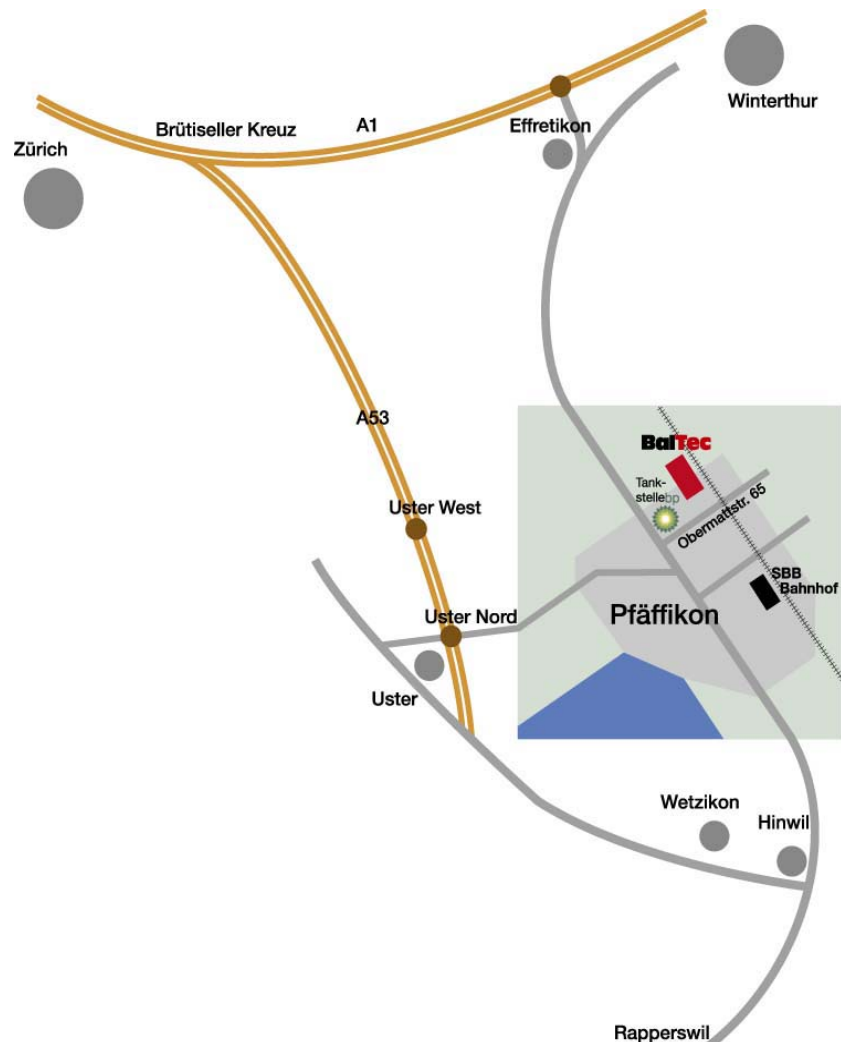 Winterthur
Brütiseller Kreuz
A1
Effretikon
Zürich
A53
BalTec
Tank-
stelle bp
Obermattstr. 65
Uster West
SBB
Bahnhof
Uster Nord
Pfäffikon
Uster
Wetzikon
Hinwil
Rapperswil